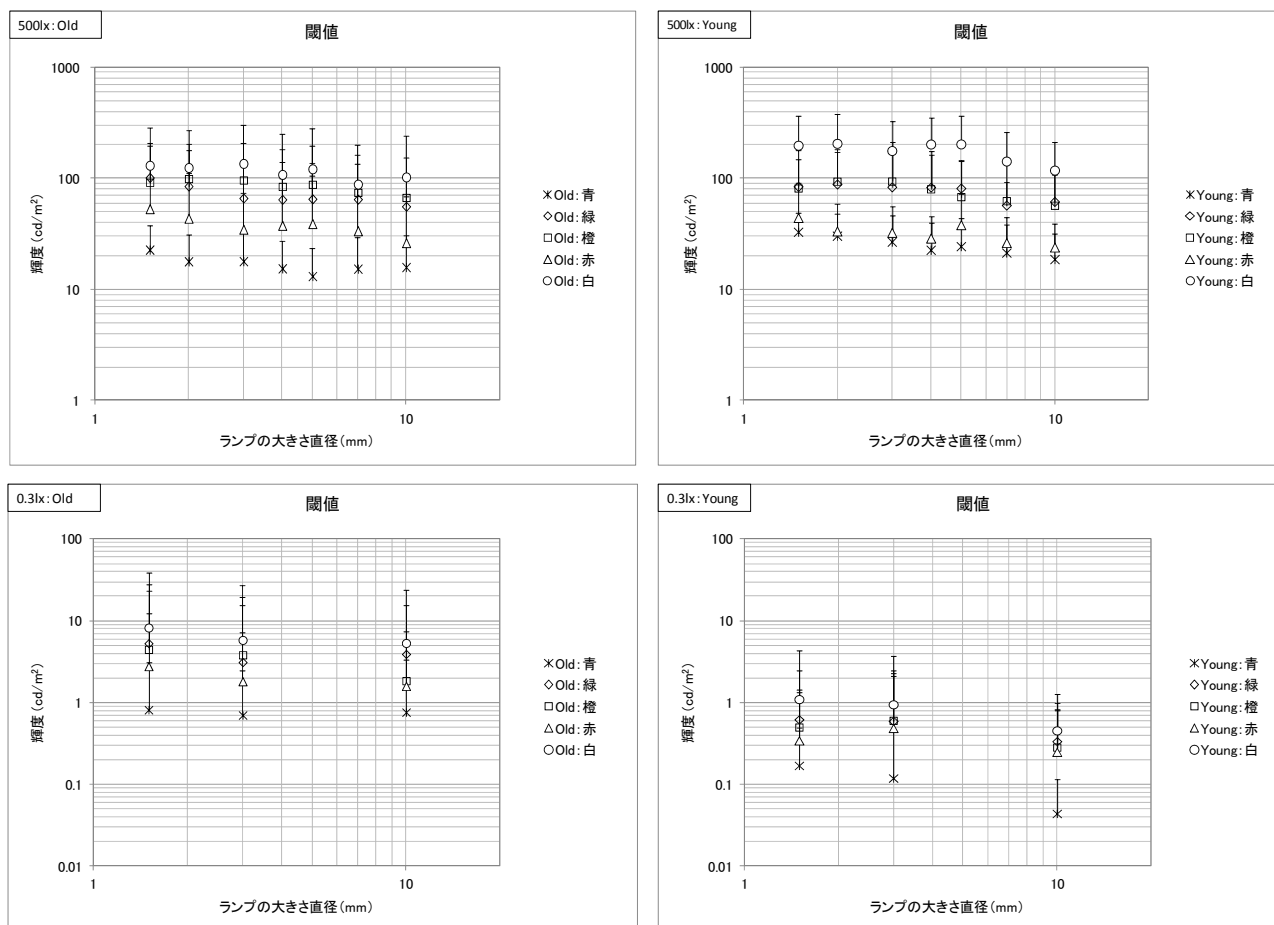 500lx：Old
閾値
1000
100
10
1
1
10
輝度（cd/m²）
ランプの大きさ直径（mm）
Old：青
Old：緑
Old：橙
Old：赤
Old：白
500lx：Young
閾値
1000
100
10
1
1
10
輝度（cd/m²）
ランプの大きさ直径（mm）
Young：青
Young：緑
Young：橙
Young：赤
Young：白
0.3lx：Old
閾値
100
10
1
0.1
0.01
1
10
輝度（cd/m²）
ランプの大きさ直径（mm）
Old：青
Old：緑
Old：橙
Old：赤
Old：白
0.3lx：Young
閾値
100
10
1
0.1
0.01
1
10
輝度（cd/m²）
ランプの大きさ直径（mm）
Young：青
Young：緑
Young：橙
Young：赤
Young：白